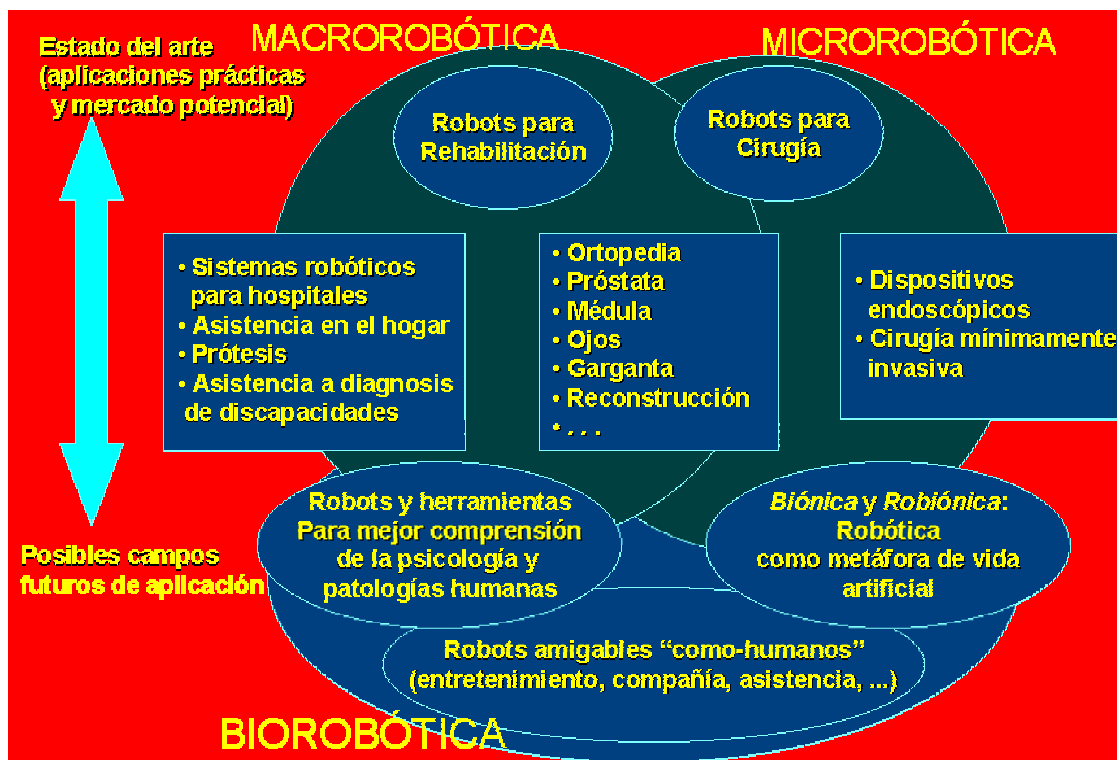 MACROROBÓTICA
MICROROBÓTICA
Estado del arte
(aplicaciones prácticas
y mercado potencial)
Robots para
Rehabilitación
Robots para
Cirugía
• Sistemas robóticos
para hospitales
• Asistencia en el hogar
• Prótesis
• Asistencia a diagnosis
de discapacidades
• Ortopedia
• Próstata
• Médula
• Ojos
• Garganta
• Reconstrucción
• . . .
• Dispositivos
endoscópicos
• Cirugía mínimamente
invasiva
Robots y herramientas
Para mejor comprensión
de la psicología y
patologías humanas
Biónica y Robiónica:
Robótica
como metáfora de vida
artificial
Posibles campos
futuros de aplicación
Robots amigables “como-humanos”
(entretenimiento, compañía, asistencia, ...)
BIOROBÓTICA